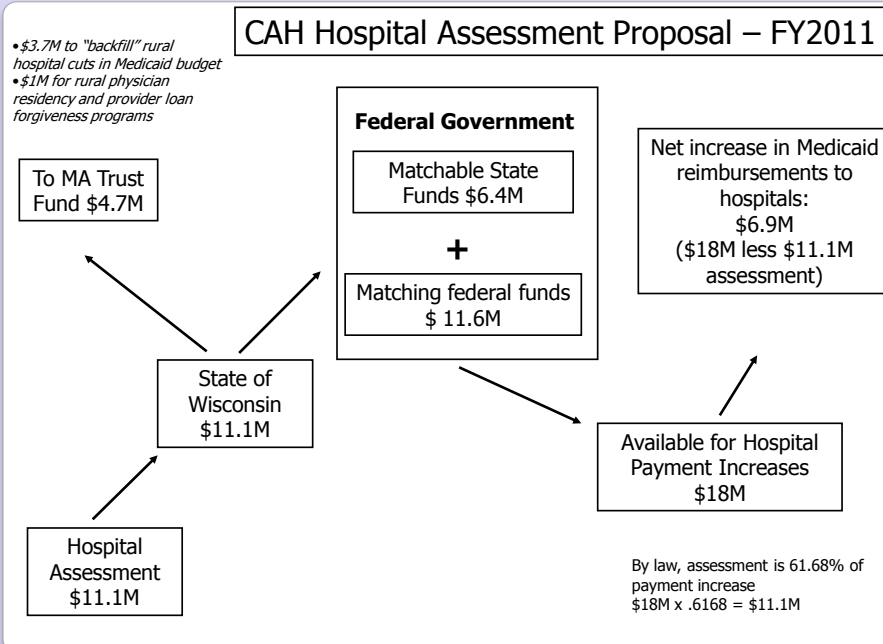 CAH Hospital Assessment Proposal – FY2011
•$3.7M to “backfill” rural
hospital cuts in Medicaid budget
•$1M for rural physician
residency and provider loan
forgiveness programs
To MA Trust
Fund $4.7M
Federal Government
Matchable State
Funds $6.4M
+
Matching federal funds
$ 11.6M
Net increase in Medicaid
reimbursements to
hospitals:
$6.9M
($18M less $11.1M
assessment)
State of
Wisconsin
$11.1M
Available for Hospital
Payment Increases
$18M
Hospital
Assessment
$11.1M
By law, assessment is 61.68% of
payment increase
$18M x .6168 = $11.1M